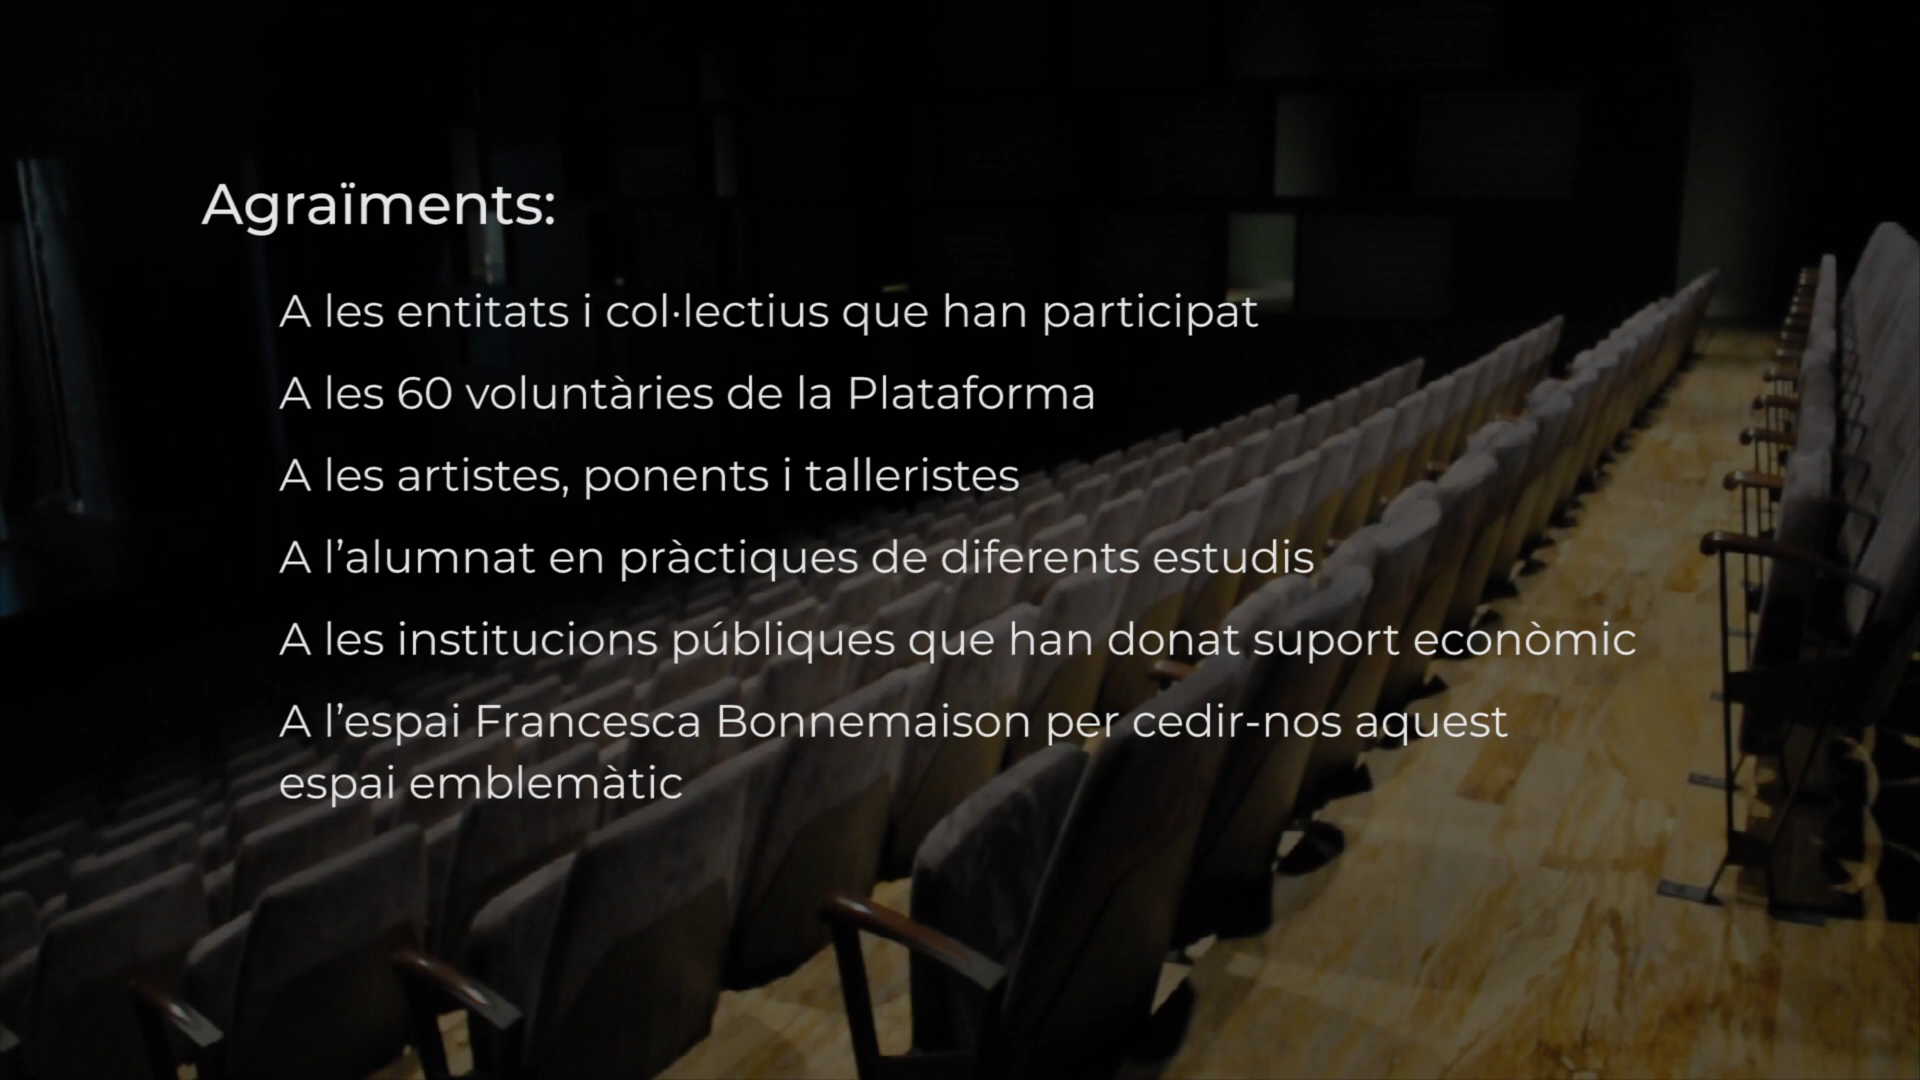 Agraïments:
A les entitats i col·lectius que han participat
A les 60 voluntàries de la Plataforma
A les artistes, ponents i talleristes
A l’alumnat en pràctiques de diferents estudis
A les institucions públiques que han donat suport econòmic
A l’espai Francesca Bonnemaison per cedir-nos aquest
espai emblemàtic